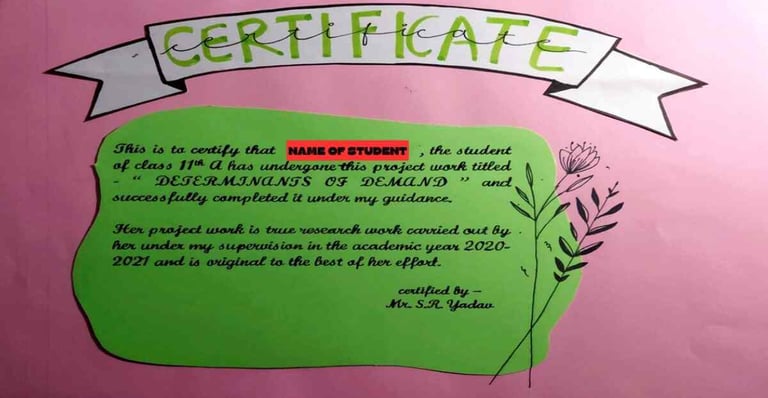 CERTIFICATE
certificate
This is to certify that NAME OF STUDENT , the student
of class 11th A has undergone this project work titled
- “ DETERMINANTS OF DEMAND ” and
successfully completed it under my guidance.
Her project work is true research work carried out by
her under my supervision in the academic year 2020-
2021 and is original to the best of her effort.
certified by –
Mr. S.R. Yadav